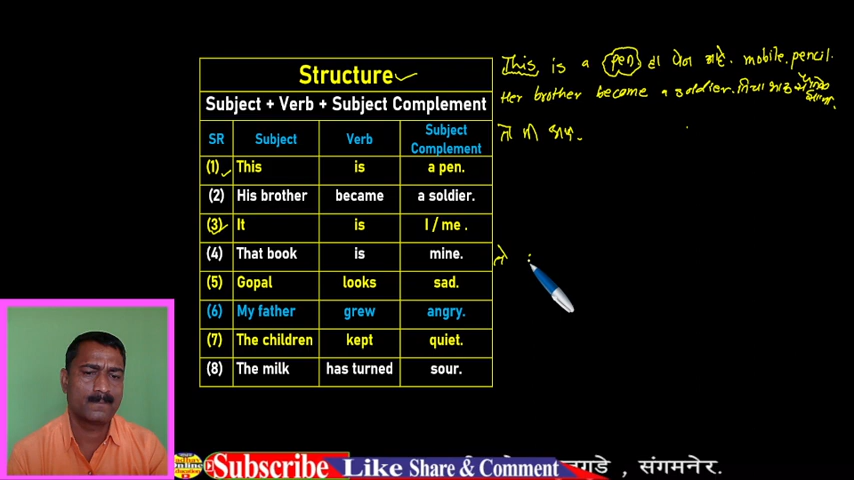 Structure
Subject + Verb + Subject Complement
SR Subject Verb Subject Complement
(1) This is a pen.
(2) His brother became a soldier.
(3) It is I / me .
(4) That book is mine.
(5) Gopal looks sad.
(6) My father grew angry.
(7) The children kept quiet.
(8) The milk has turned sour.
This is a pen हा पेन आहे. mobile. pencil.
Her brother became a soldier. तिचा भाऊ
तो मी आहे.
ते
Subscribe Like Share & Comment , संगमनेर.